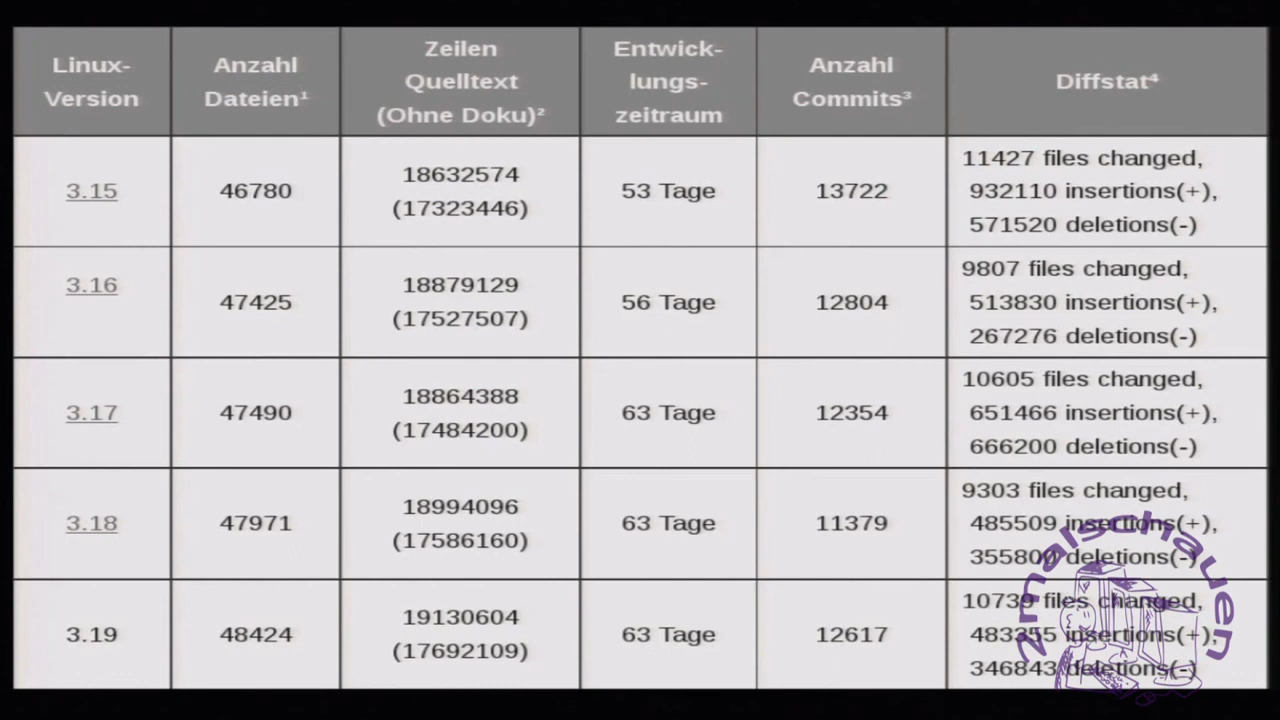 Linux-
Version
Anzahl
Dateien¹
Zeilen
Quelltext
(Ohne Doku)²
Entwick-
lungs-
zeitraum
Anzahl
Commits³
Diffstat⁴
3.15
46780
18632574
(17323446)
53 Tage
13722
11427 files changed,
932110 insertions(+),
571520 deletions(-)
3.16
47425
18879129
(17527507)
56 Tage
12804
9807 files changed,
513830 insertions(+),
267276 deletions(-)
3.17
47490
18864388
(17484200)
63 Tage
12354
10605 files changed,
651466 insertions(+),
666200 deletions(-)
3.18
47971
18994096
(17586160)
63 Tage
11379
9303 files changed,
485509 insertions(+),
355800 deletions(-)
3.19
48424
19130604
(17692109)
63 Tage
12617
10739 files changed,
483355 insertions(+),
346843 deletions(-)
2malschauen